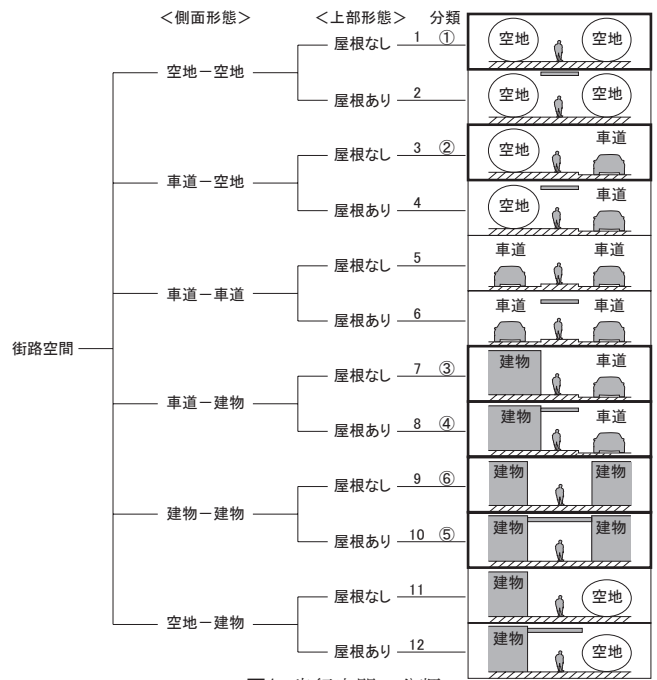 ＜側面形態＞ ＜上部形態＞ 分類
屋根なし 1 ① 空地 空地
空地－空地
屋根あり 2 空地 空地
屋根なし 3 ② 空地 車道
車道－空地
屋根あり 4 空地 車道
屋根なし 5 車道 車道
車道－車道
屋根あり 6 車道 車道
街路空間
屋根なし 7 ③ 建物 車道
車道－建物
屋根あり 8 ④ 建物 車道
屋根なし 9 ⑥ 建物 建物
建物－建物
屋根あり 10 ⑤ 建物 建物
屋根なし 11 建物 空地
空地－建物
屋根あり 12 建物 空地